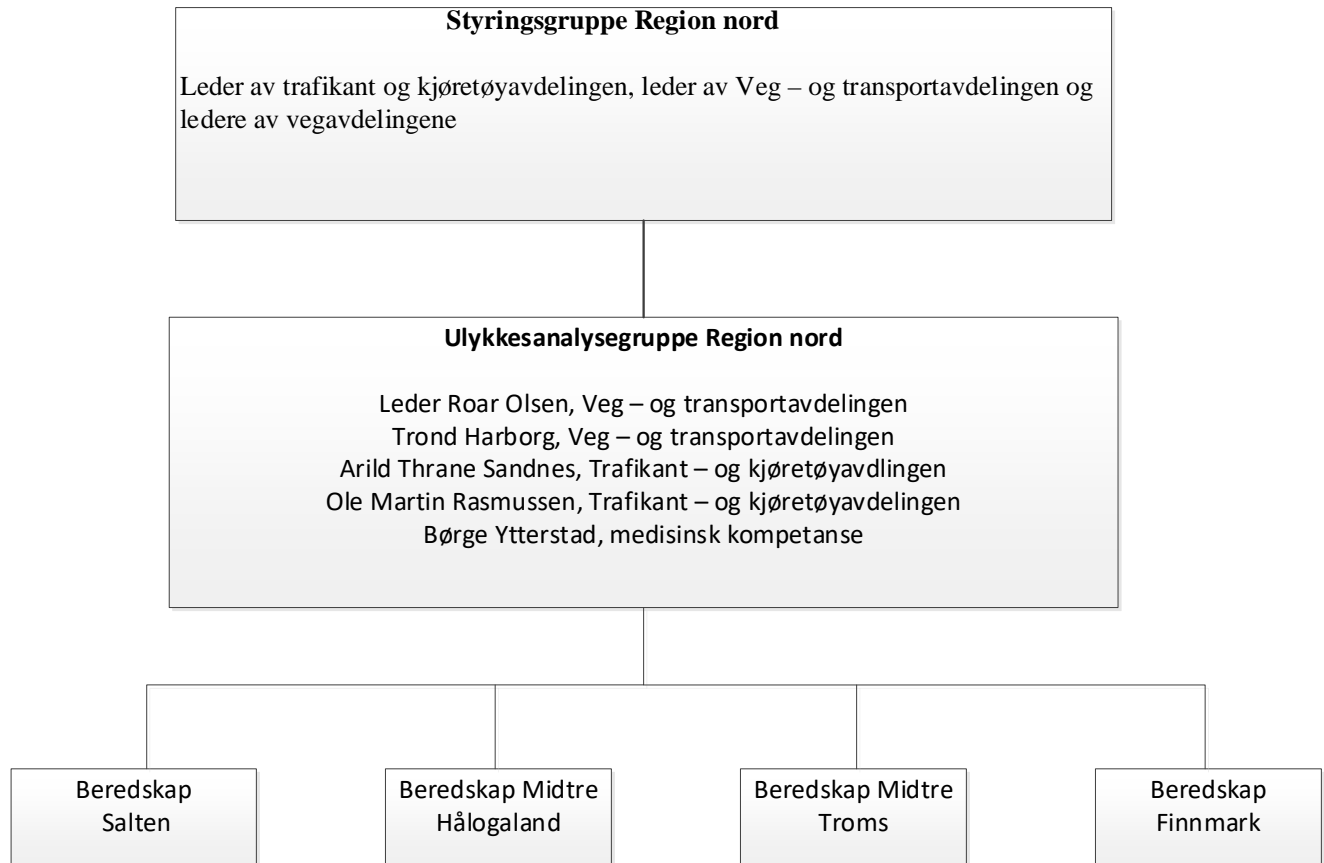 Styringsgruppe Region nord
Leder av trafikant og kjøretøyavdelingen, leder av Veg – og transportavdelingen og
ledere av vegavdelingene
Ulykkesanalysegruppe Region nord
Leder Roar Olsen, Veg – og transportavdelingen
Trond Harborg, Veg – og transportavdelingen
Arild Thrane Sandnes, Trafikant – og kjøretøyavdlingen
Ole Martin Rasmussen, Trafikant – og kjøretøyavdelingen
Børge Ytterstad, medisinsk kompetanse
Beredskap
Salten
Beredskap Midtre
Hålogaland
Beredskap Midtre
Troms
Beredskap
Finnmark